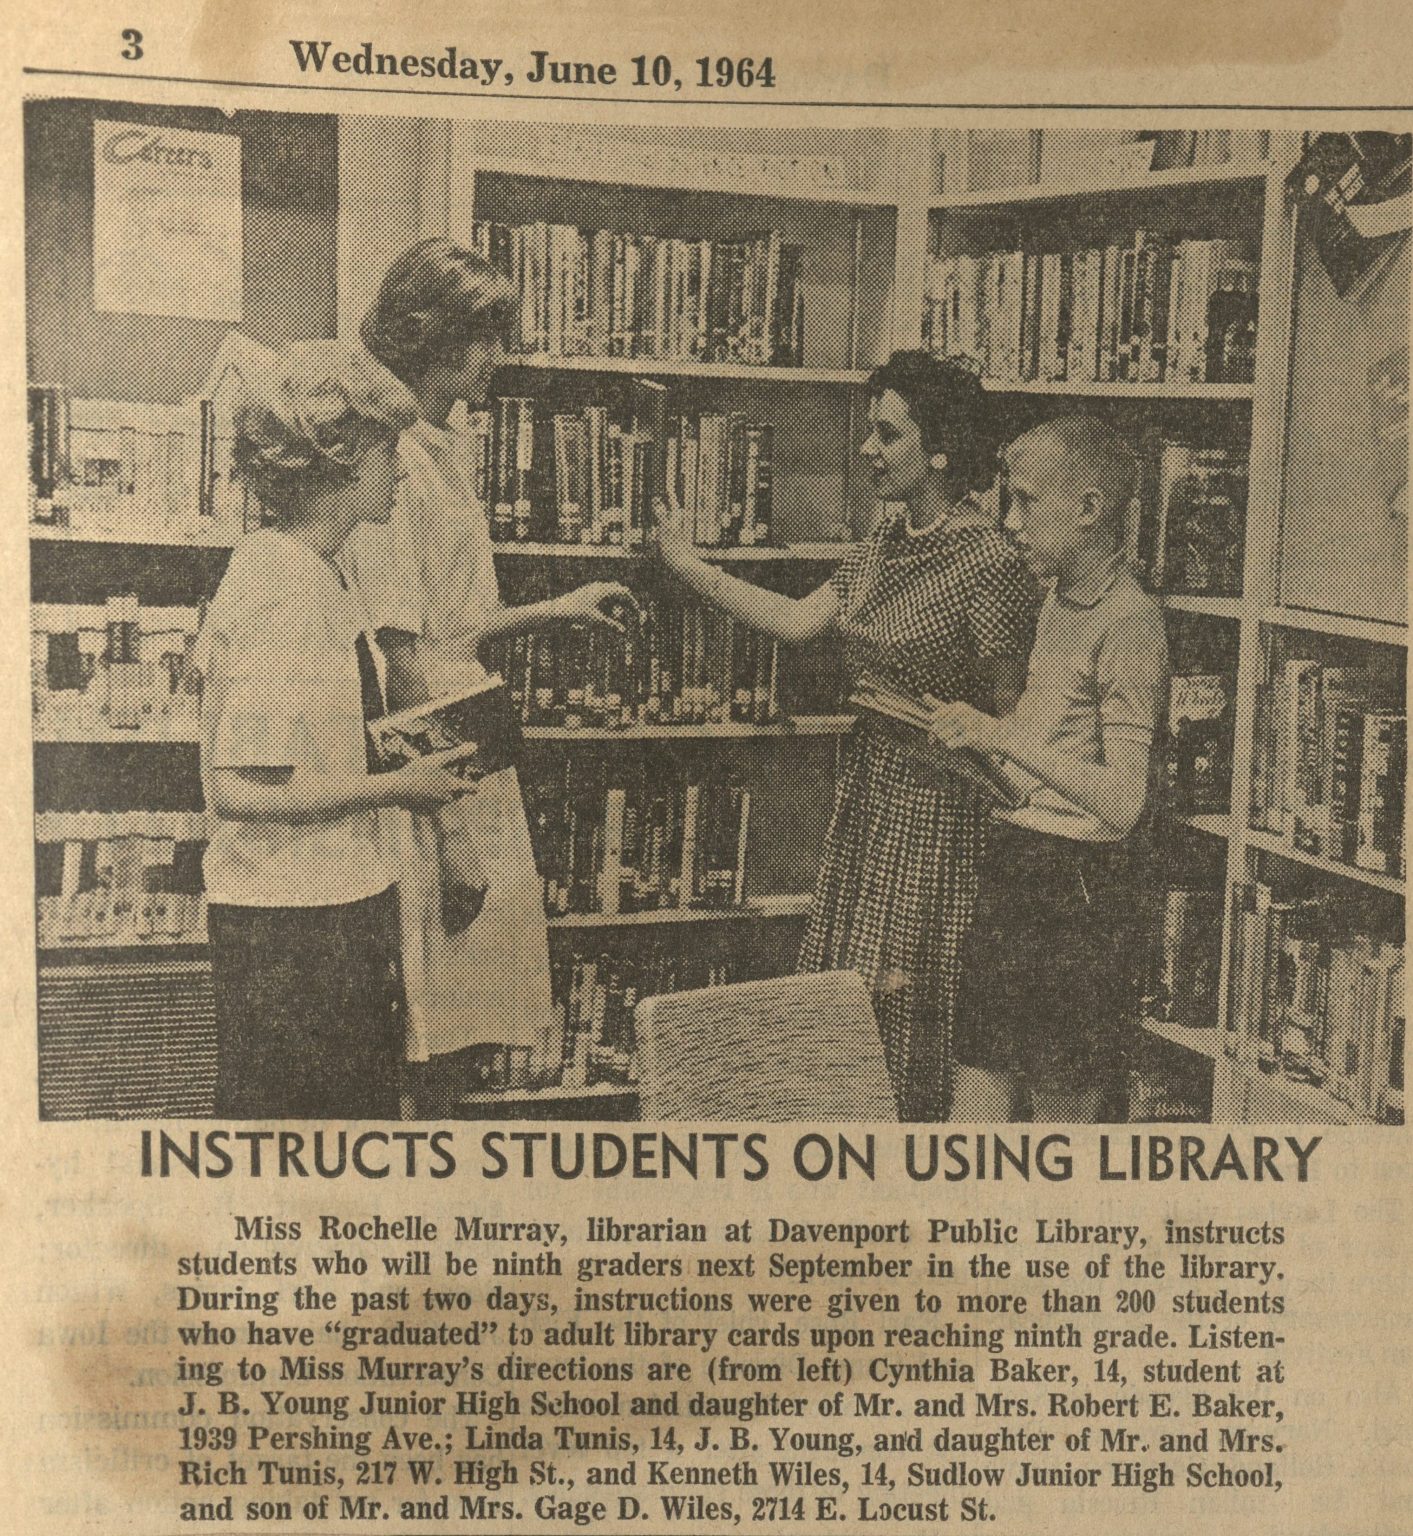 3
Wednesday, June 10, 1964
Careers
INSTRUCTS STUDENTS ON USING LIBRARY
Miss Rochelle Murray, librarian at Davenport Public Library, instructs
students who will be ninth graders next September in the use of the library.
During the past two days, instructions were given to more than 200 students
who have “graduated” to adult library cards upon reaching ninth grade. Listen-
ing to Miss Murray’s directions are (from left) Cynthia Baker, 14, student at
J. B. Young Junior High School and daughter of Mr. and Mrs. Robert E. Baker,
1939 Pershing Ave.; Linda Tunis, 14, J. B. Young, and daughter of Mr. and Mrs.
Rich Tunis, 217 W. High St., and Kenneth Wiles, 14, Sudlow Junior High School,
and son of Mr. and Mrs. Gage D. Wiles, 2714 E. Locust St.